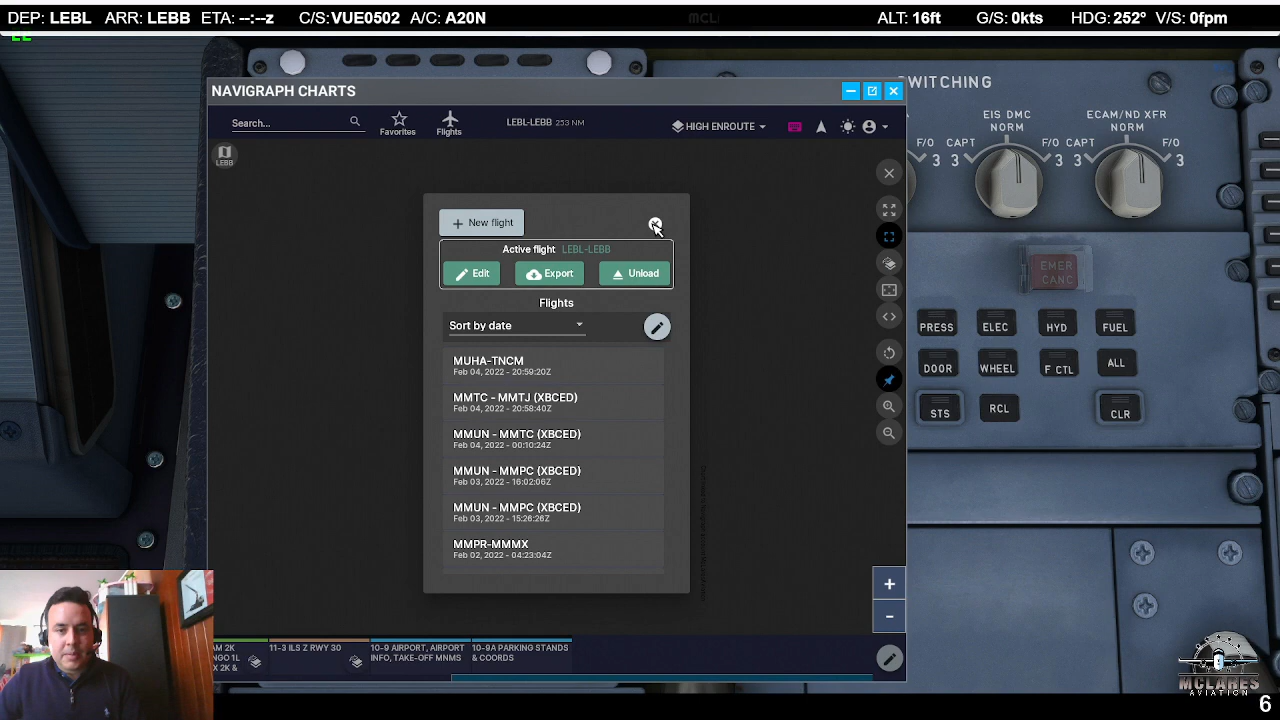 DEP: LEBL ARR: LEBB ETA: --:--z C/S: VUE0502 A/C: A20N
ALT: 16ft G/S: 0kts HDG: 252° V/S: 0fpm
NAVIGRAPH CHARTS
Search...
Favorites
Flights
LEBL-LEBB 253 NM
HIGH ENROUTE
LEBB
+ New flight
Active flight LEBL-LEBB
Edit
Export
Unload
Flights
Sort by date
MUHA-TNCM
Feb 04, 2022 - 20:59:20Z
MMTC - MMTJ (XBCED)
Feb 04, 2022 - 20:58:40Z
MMUN - MMTC (XBCED)
Feb 04, 2022 - 00:10:24Z
MMUN - MMPC (XBCED)
Feb 03, 2022 - 16:02:06Z
MMUN - MMPC (XBCED)
Feb 03, 2022 - 15:26:26Z
MMPR-MMMX
Feb 02, 2022 - 04:23:04Z
AM 2K
NGO 1L
X 2K &
11-3 ILS Z RWY 30
10-9 AIRPORT, AIRPORT
INFO, TAKE-OFF MNMS
10-9A PARKING STANDS
& COORDS
+
-
SWITCHING
EIS DMC
NORM
ECAM/ND XFR
NORM
F/O
3
CAPT
3
F/O
3
CAPT
3
F/O
3
EMER
CANC
PRESS
ELEC
HYD
FUEL
DOOR
WHEEL
F CTL
ALL
STS
RCL
CLR
MCLARES
AVIATION
6